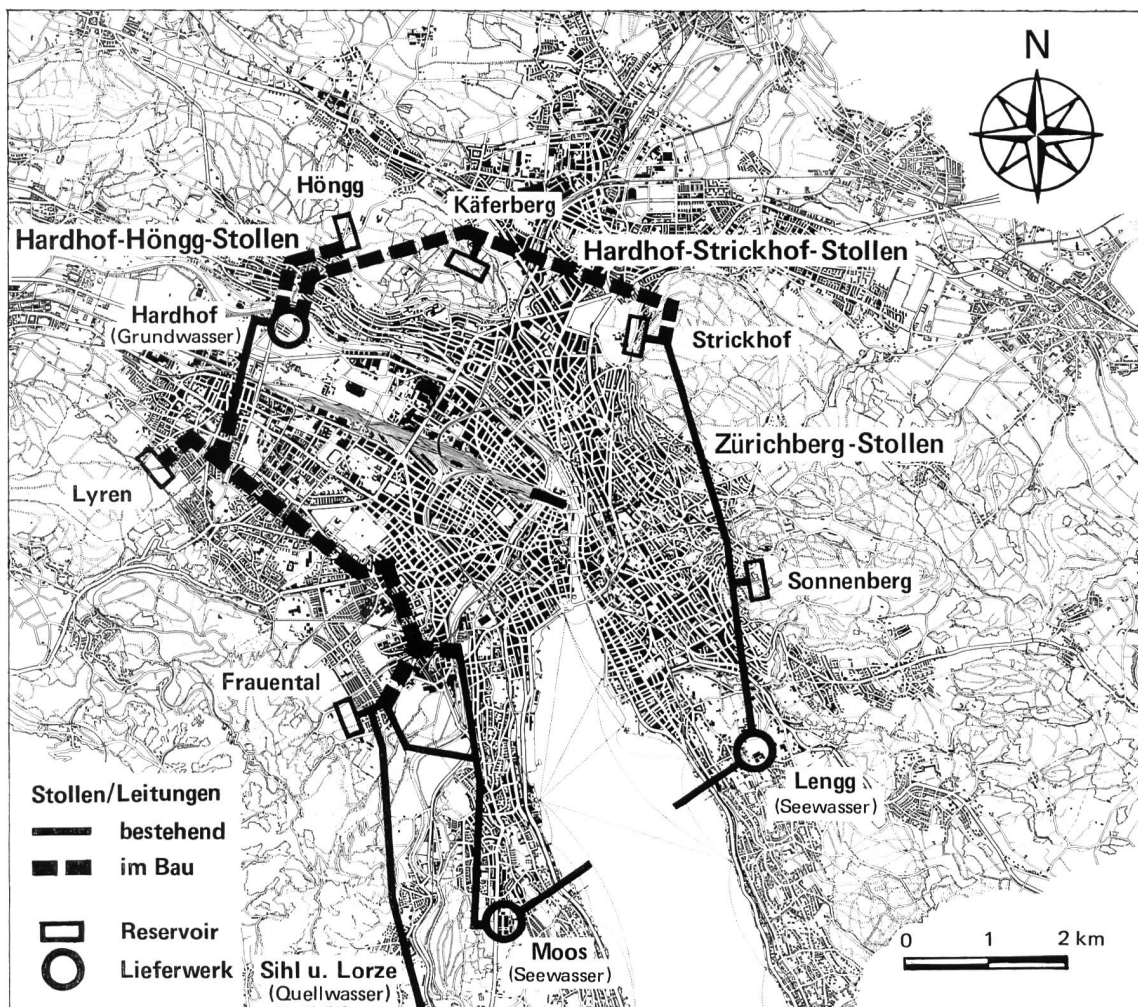 N
Höngg
Käferberg
Hardhof-Höngg-Stollen
Hardhof-Strickhof-Stollen
Hardhof
(Grundwasser)
Strickhof
Zürichberg-Stollen
Lyren
Sonnenberg
Frauental
Lengg
(Seewasser)
Stollen/Leitungen
bestehend
im Bau
Reservoir
Lieferwerk
Sihl u. Lorze
(Quellwasser)
Moos
(Seewasser)
0 1 2 km